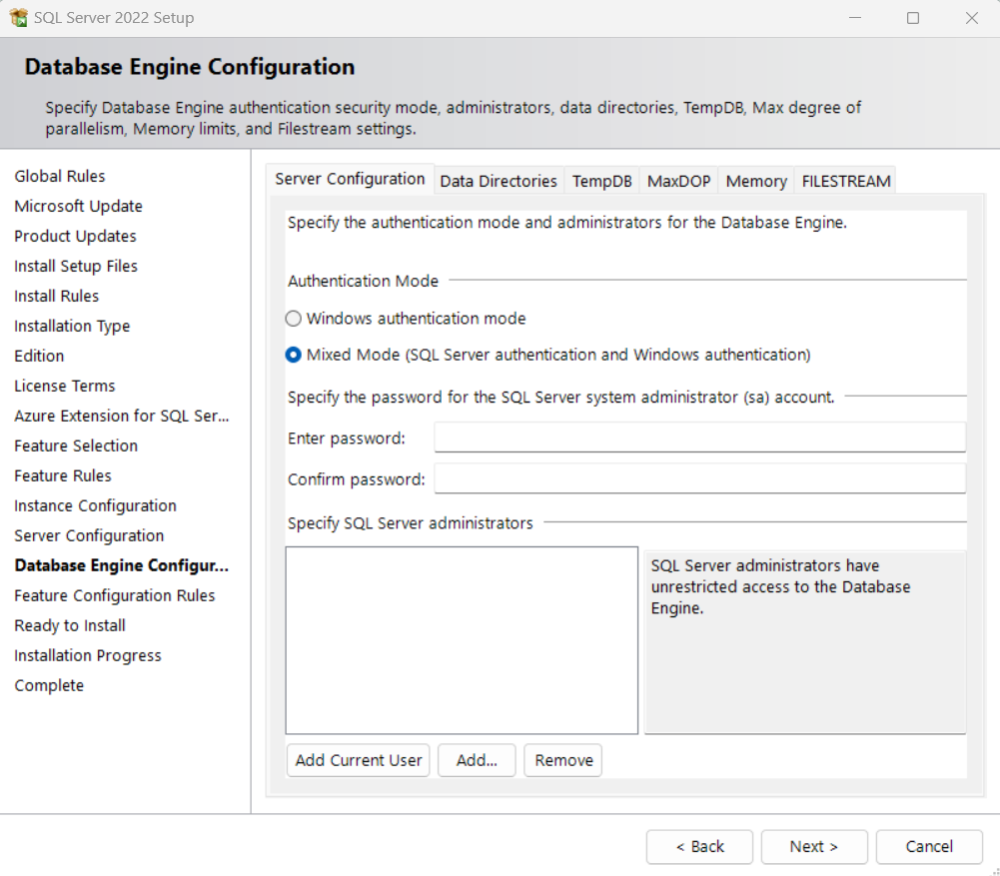 SQL Server 2022 Setup
Database Engine Configuration
Specify Database Engine authentication security mode, administrators, data directories, TempDB, Max degree of
parallelism, Memory limits, and Filestream settings.
Global Rules
Microsoft Update
Product Updates
Install Setup Files
Install Rules
Installation Type
Edition
License Terms
Azure Extension for SQL Ser...
Feature Selection
Feature Rules
Instance Configuration
Server Configuration
Database Engine Configur...
Feature Configuration Rules
Ready to Install
Installation Progress
Complete
Server Configuration Data Directories TempDB MaxDOP Memory FILESTREAM
Specify the authentication mode and administrators for the Database Engine.
Authentication Mode
Windows authentication mode
Mixed Mode (SQL Server authentication and Windows authentication)
Specify the password for the SQL Server system administrator (sa) account.
Enter password:
Confirm password:
Specify SQL Server administrators
SQL Server administrators have
unrestricted access to the Database
Engine.
Add Current User Add... Remove
< Back Next > Cancel